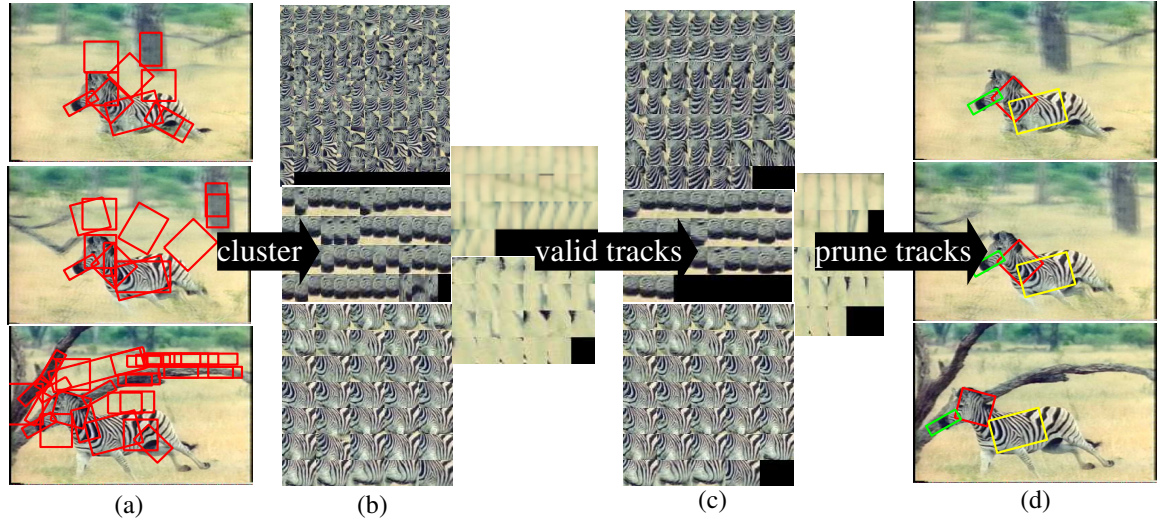 cluster
valid tracks
prune tracks
(a)
(b)
(c)
(d)